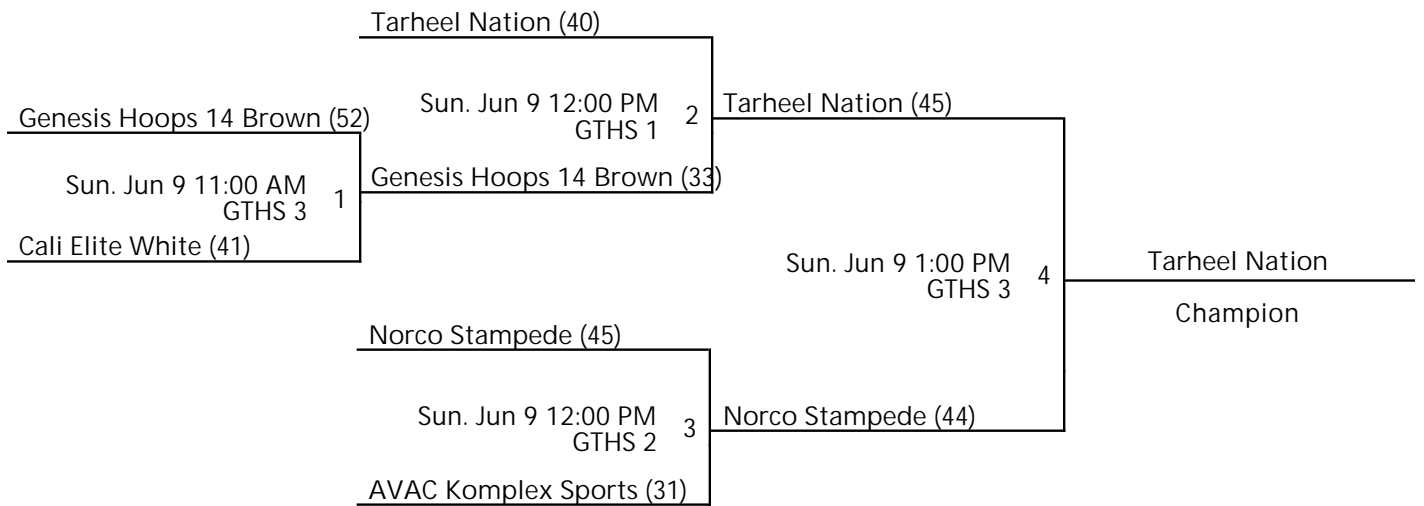 Tarheel Nation (40)
Genesis Hoops 14 Brown (52)
Sun. Jun 9 12:00 PM
GTHS 1
2
Tarheel Nation (45)
Sun. Jun 9 11:00 AM
GTHS 3
1
Genesis Hoops 14 Brown (33)
Cali Elite White (41)
Sun. Jun 9 1:00 PM
GTHS 3
4
Tarheel Nation
Champion
Norco Stampede (45)
Sun. Jun 9 12:00 PM
GTHS 2
3
Norco Stampede (44)
AVAC Komplex Sports (31)